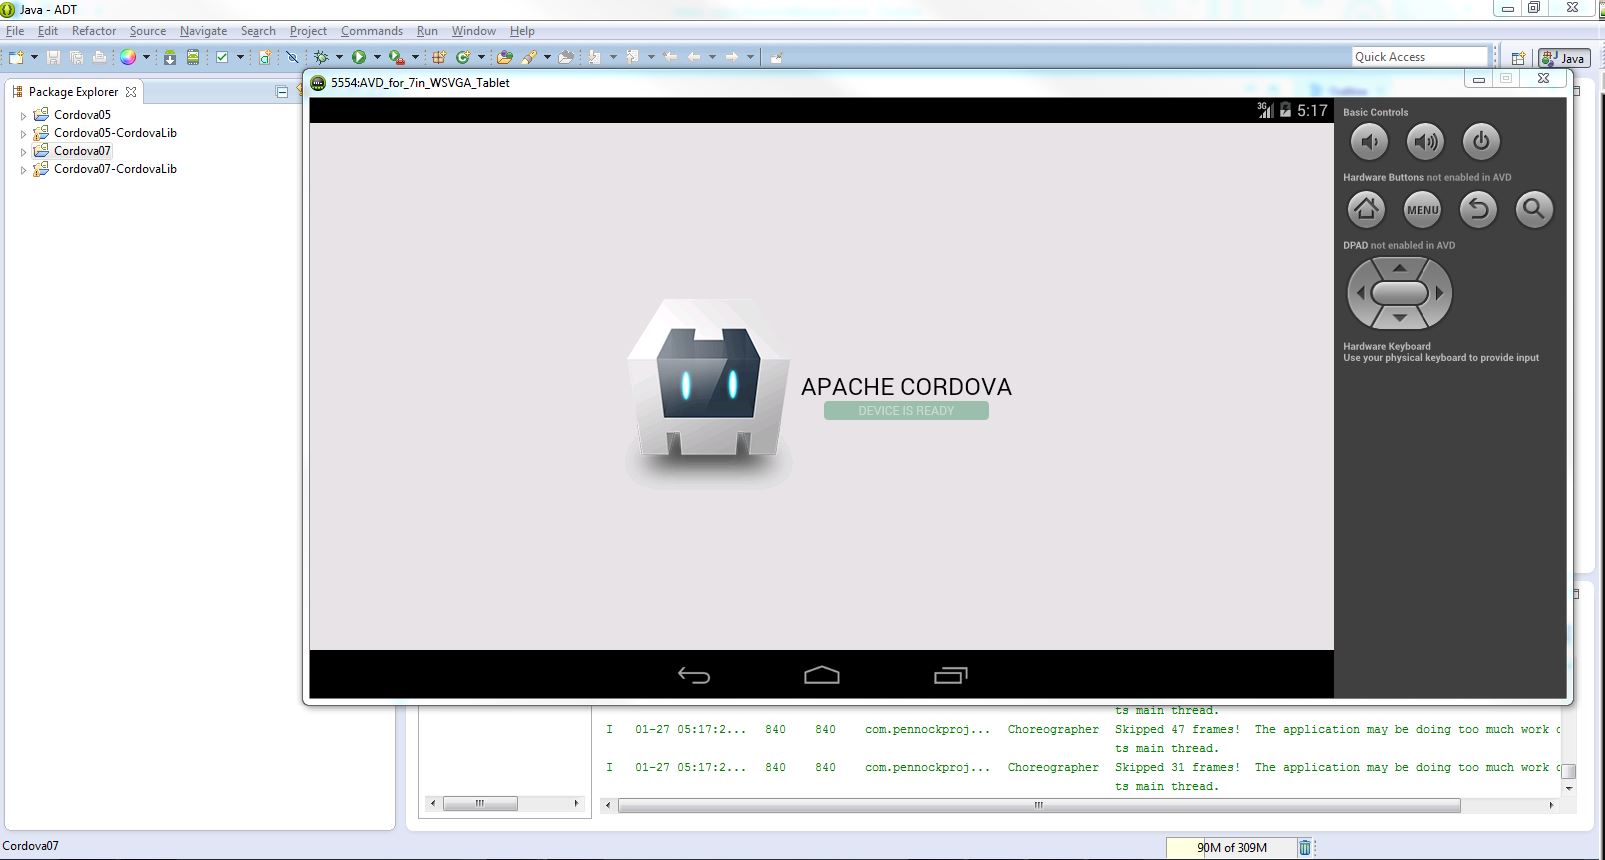 Java - ADT
File Edit Refactor Source Navigate Search Project Commands Run Window Help
Quick Access
Java
Package Explorer
Cordova05
Cordova05-CordovaLib
Cordova07
Cordova07-CordovaLib
5554:AVD_for_7in_WSVGA_Tablet
3G 5:17
APACHE CORDOVA
DEVICE IS READY
Basic Controls
Hardware Buttons not enabled in AVD
MENU
DPAD not enabled in AVD
Hardware Keyboard
Use your physical keyboard to provide input
ts main thread.
I 01-27 05:17:2... 840 840 com.pennockproj... Choreographer Skipped 47 frames! The application may be doing too much work
ts main thread.
I 01-27 05:17:2... 840 840 com.pennockproj... Choreographer Skipped 31 frames! The application may be doing too much work
ts main thread.
Cordova07
90M of 309M